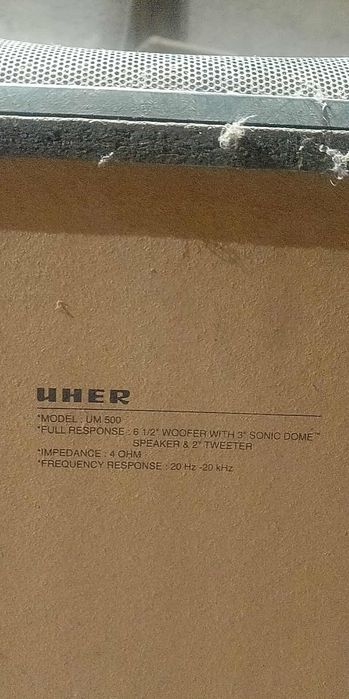 UHER
*MODEL : UM 500
*FULL RESPONSE : 6 1/2" WOOFER WITH 3" SONIC DOME™
SPEAKER & 2" TWEETER
*IMPEDANCE : 4 OHM
*FREQUENCY RESPONSE : 20 Hz -20 kHz